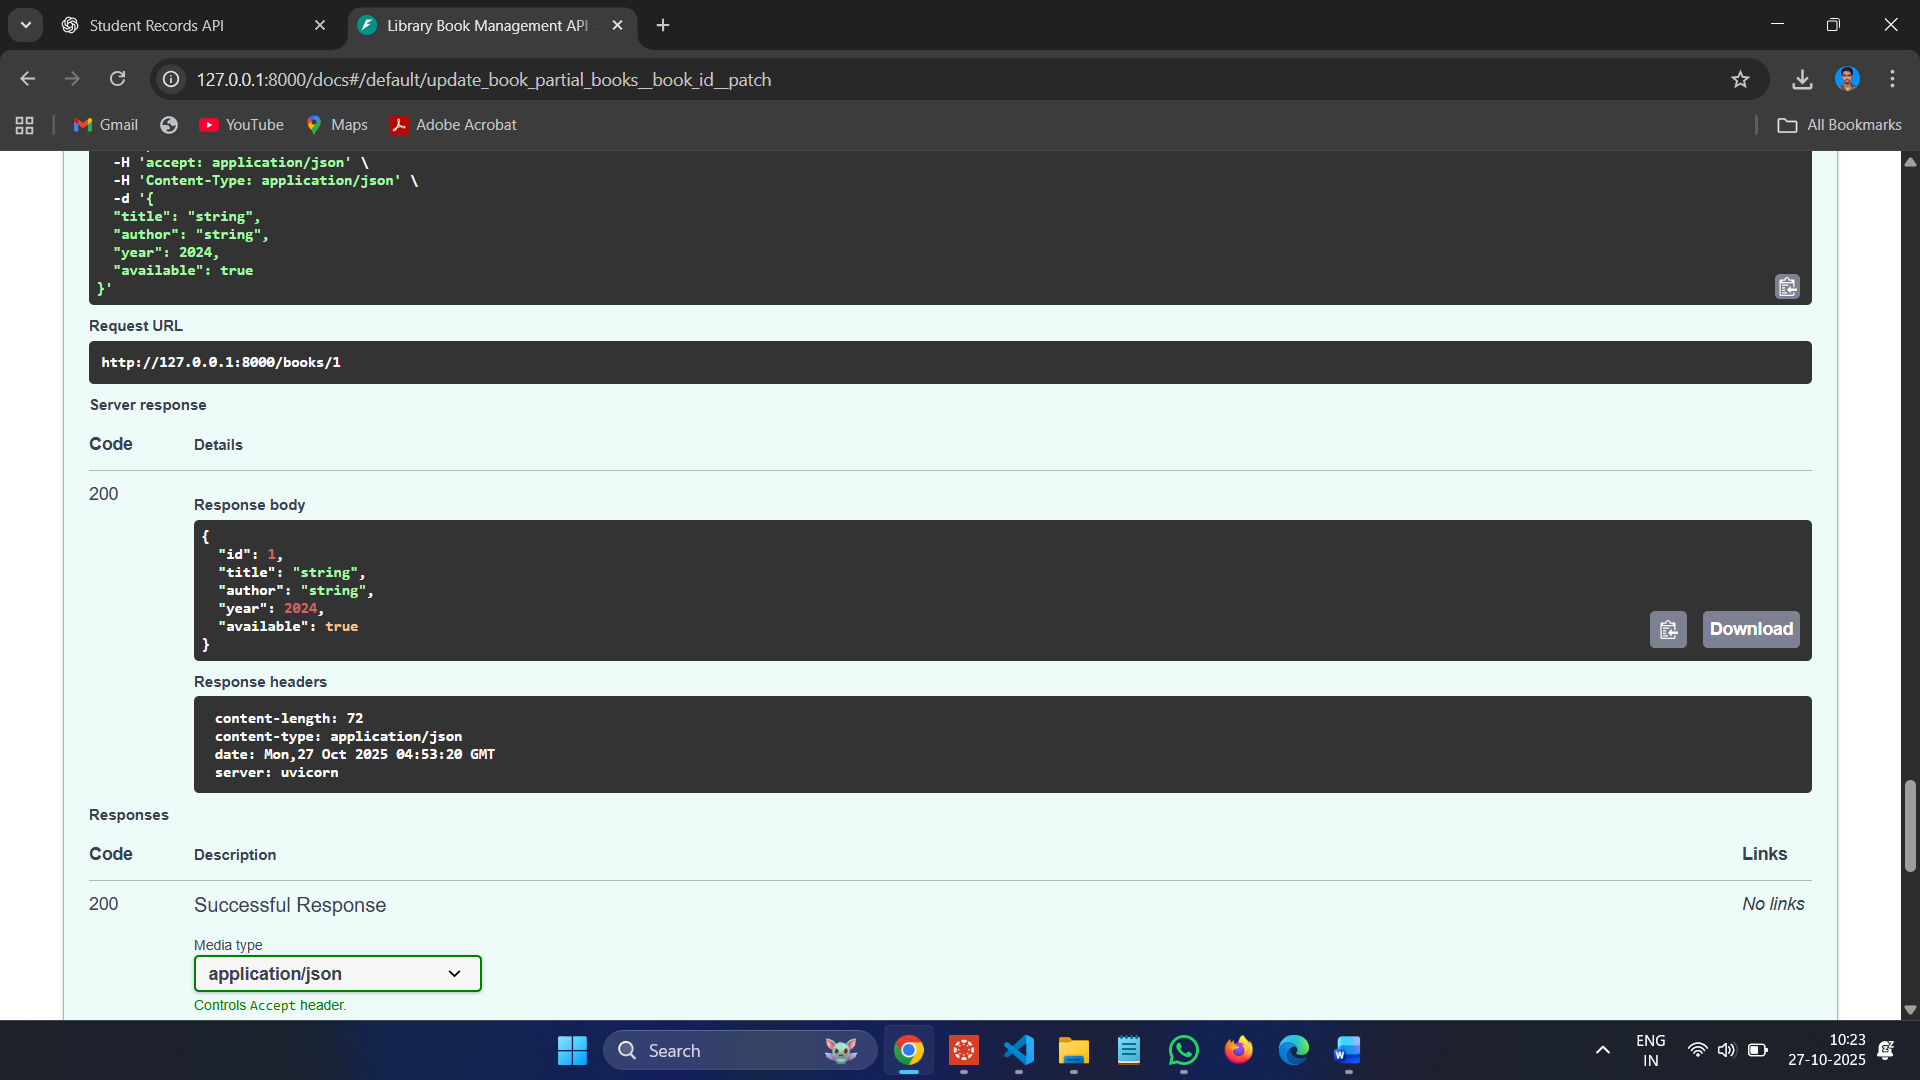 Student Records API
Library Book Management API
127.0.0.1:8000/docs#/default/update_book_partial_books__book_id__patch
Gmail
YouTube
Maps
Adobe Acrobat
All Bookmarks
-H 'accept: application/json' \
-H 'Content-Type: application/json' \
-d '{
"title": "string",
"author": "string",
"year": 2024,
"available": true
}'
Request URL
http://127.0.0.1:8000/books/1
Server response
Code Details
200
Response body
{
"id": 1,
"title": "string",
"author": "string",
"year": 2024,
"available": true
}
Download
Response headers
content-length: 72
content-type: application/json
date: Mon,27 Oct 2025 04:53:20 GMT
server: uvicorn
Responses
Code Description Links
200 Successful Response No links
Media type
application/json
Controls Accept header.
Search
ENG
IN
10:23
27-10-2025